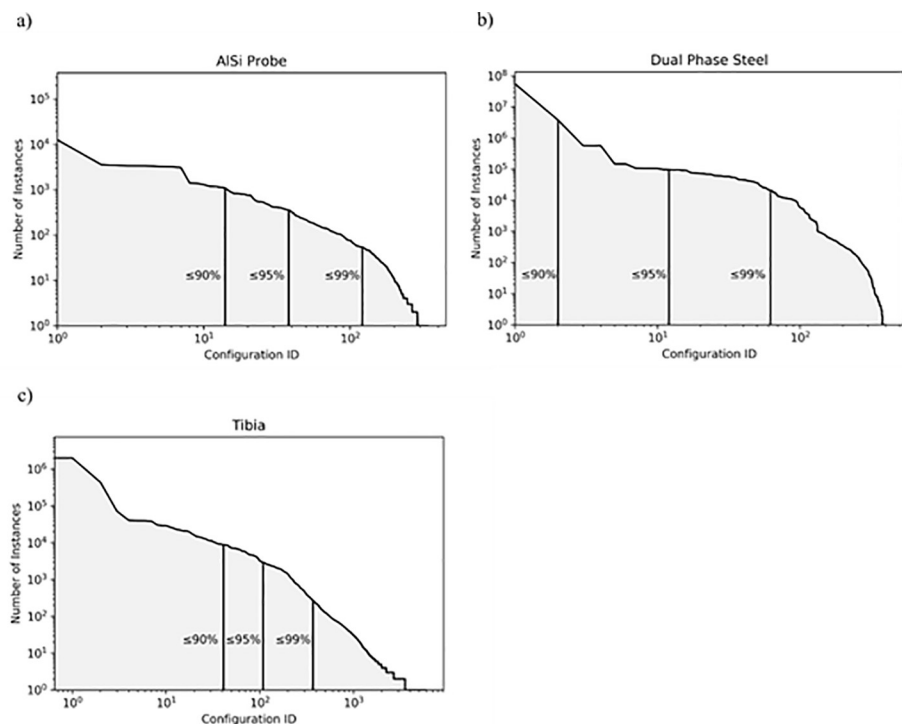 a)
AlSi Probe
Number of Instances
10⁵
10⁴
10³
10²
10¹
10⁰
≤90% ≤95% ≤99%
10⁰ 10¹ 10²
Configuration ID
b)
Dual Phase Steel
Number of Instances
10⁸
10⁷
10⁶
10⁵
10⁴
10³
10²
10¹
10⁰
≤90% ≤95% ≤99%
10⁰ 10¹ 10²
Configuration ID
c)
Tibia
Number of Instances
10⁶
10⁵
10⁴
10³
10²
10¹
10⁰
≤90% ≤95% ≤99%
10⁰ 10¹ 10² 10³
Configuration ID